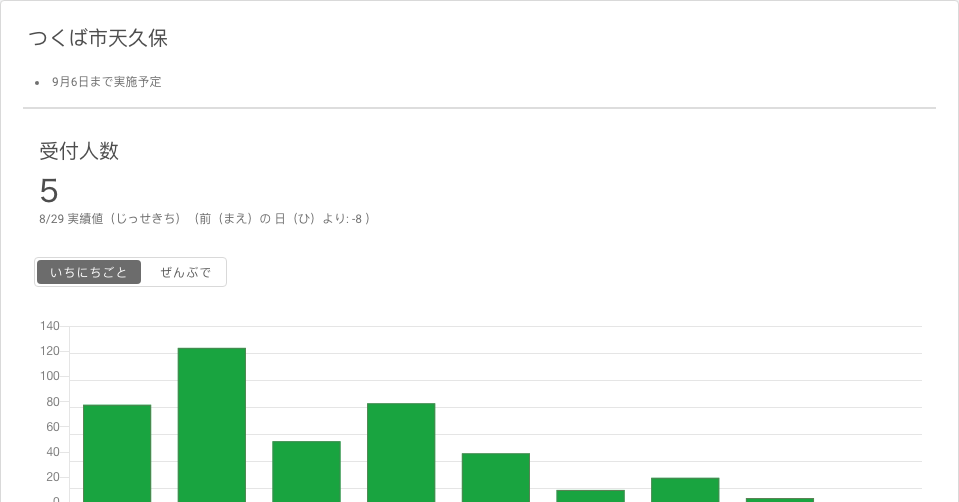 つくば市天久保
• 9月6日まで実施予定
受付人数
5
8/29 実績値（じっせきち）（前（まえ）の 日（ひ）より: -8 ）
いちにちごと ぜんぶで
140
120
100
80
60
40
20
0